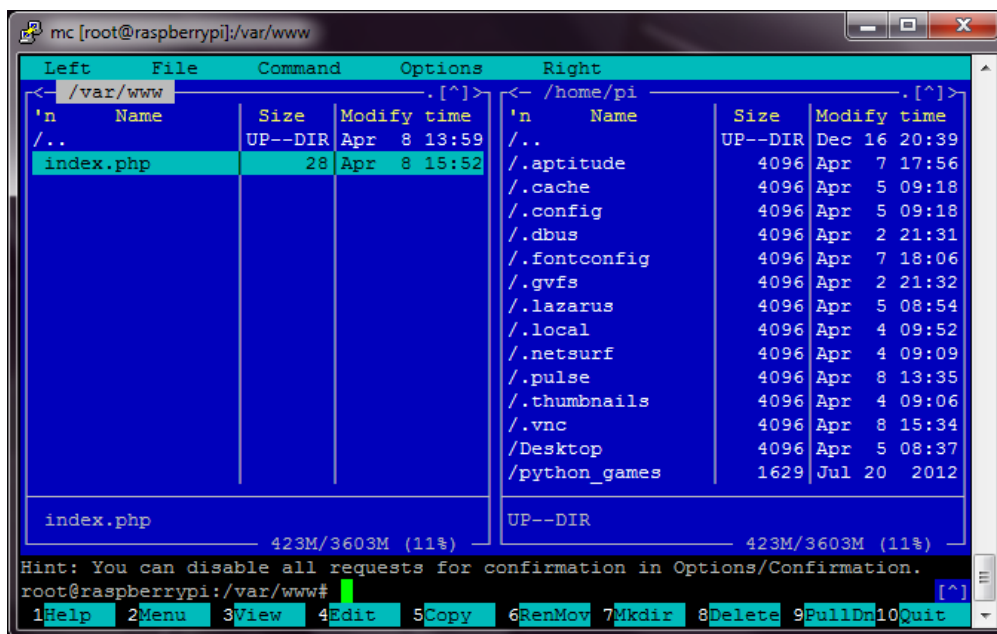 mc [root@raspberrypi]:/var/www
Left File Command Options Right
<- /var/www .[^]>
'n Name Size Modify time
/.. UP--DIR Apr 8 13:59
index.php 28 Apr 8 15:52
index.php
423M/3603M (11%)
<- /home/pi .[^]>
'n Name Size Modify time
/.. UP--DIR Dec 16 20:39
/.aptitude 4096 Apr 7 17:56
/.cache 4096 Apr 5 09:18
/.config 4096 Apr 5 09:18
/.dbus 4096 Apr 2 21:31
/.fontconfig 4096 Apr 7 18:06
/.gvfs 4096 Apr 2 21:32
/.lazarus 4096 Apr 5 08:54
/.local 4096 Apr 4 09:52
/.netsurf 4096 Apr 4 09:09
/.pulse 4096 Apr 8 13:35
/.thumbnails 4096 Apr 4 09:06
/.vnc 4096 Apr 8 15:34
/Desktop 4096 Apr 5 08:37
/python_games 1629 Jul 20 2012
UP--DIR
423M/3603M (11%)
Hint: You can disable all requests for confirmation in Options/Confirmation.
root@raspberrypi:/var/www# [^]
1Help 2Menu 3View 4Edit 5Copy 6RenMov 7Mkdir 8Delete 9PullDn 10Quit